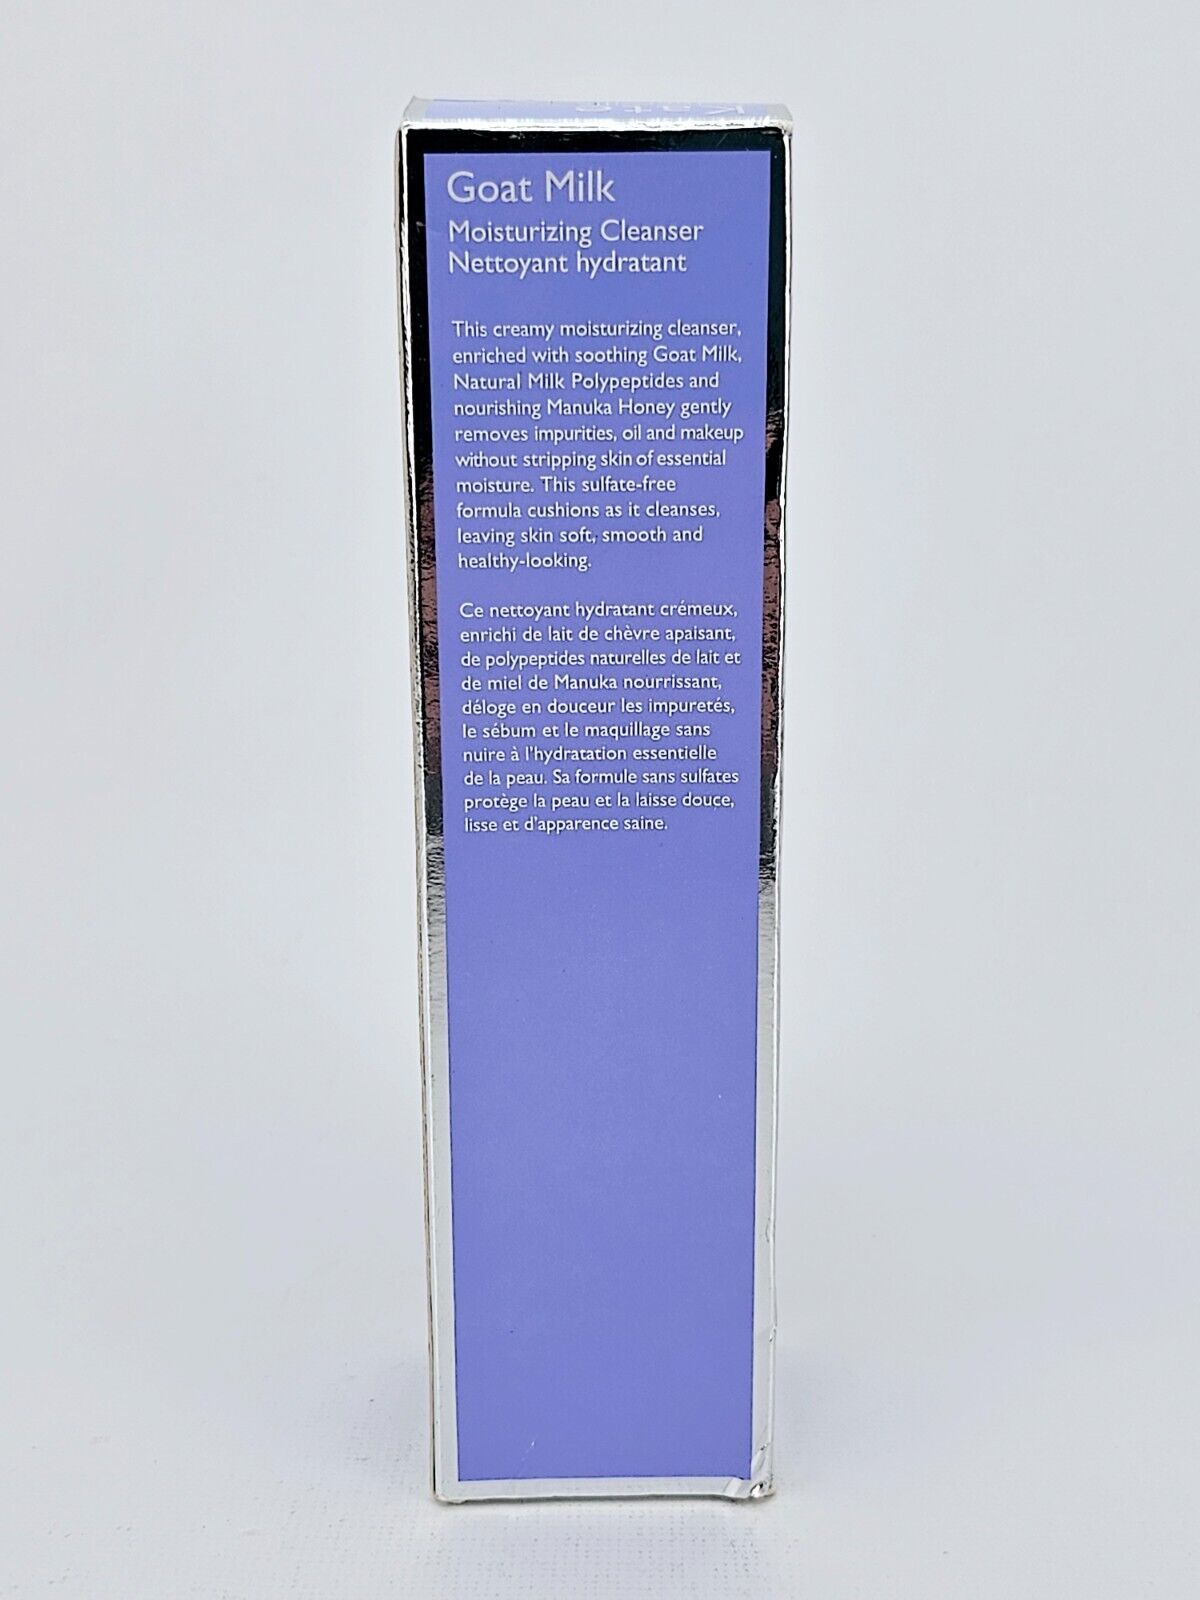 Goat Milk
Moisturizing Cleanser
Nettoyant hydratant
This creamy moisturizing cleanser,
enriched with soothing Goat Milk,
Natural Milk Polypeptides and
nourishing Manuka Honey gently
removes impurities, oil and makeup
without stripping skin of essential
moisture. This sulfate-free
formula cushions as it cleanses,
leaving skin soft, smooth and
healthy-looking.
Ce nettoyant hydratant crémeux,
enrichi de lait de chèvre apaisant,
de polypeptides naturelles de lait et
de miel de Manuka nourrissant,
déloge en douceur les impuretés,
le sébum et le maquillage sans
nuire à l'hydratation essentielle
de la peau. Sa formule sans sulfates
protège la peau et la laisse douce,
lisse et d'apparence saine.